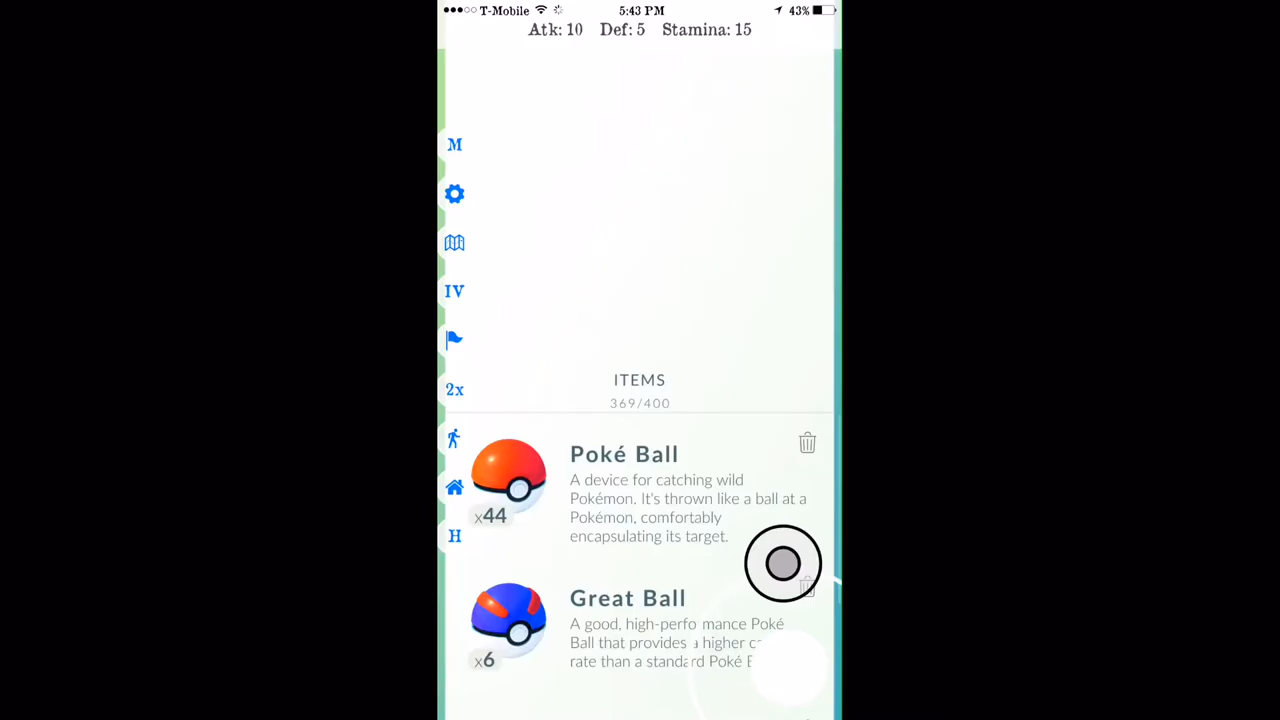 T-Mobile 5:43 PM 43%
Atk: 10 Def: 5 Stamina: 15
M
IV
2x
H
ITEMS
369/400
Poké Ball
A device for catching wild
Pokémon. It's thrown like a ball at a
Pokémon, comfortably
encapsulating its target.
x44
Great Ball
A good, high-perfo mance Poké
Ball that provides a higher c
rate than a standard Poké B
x6